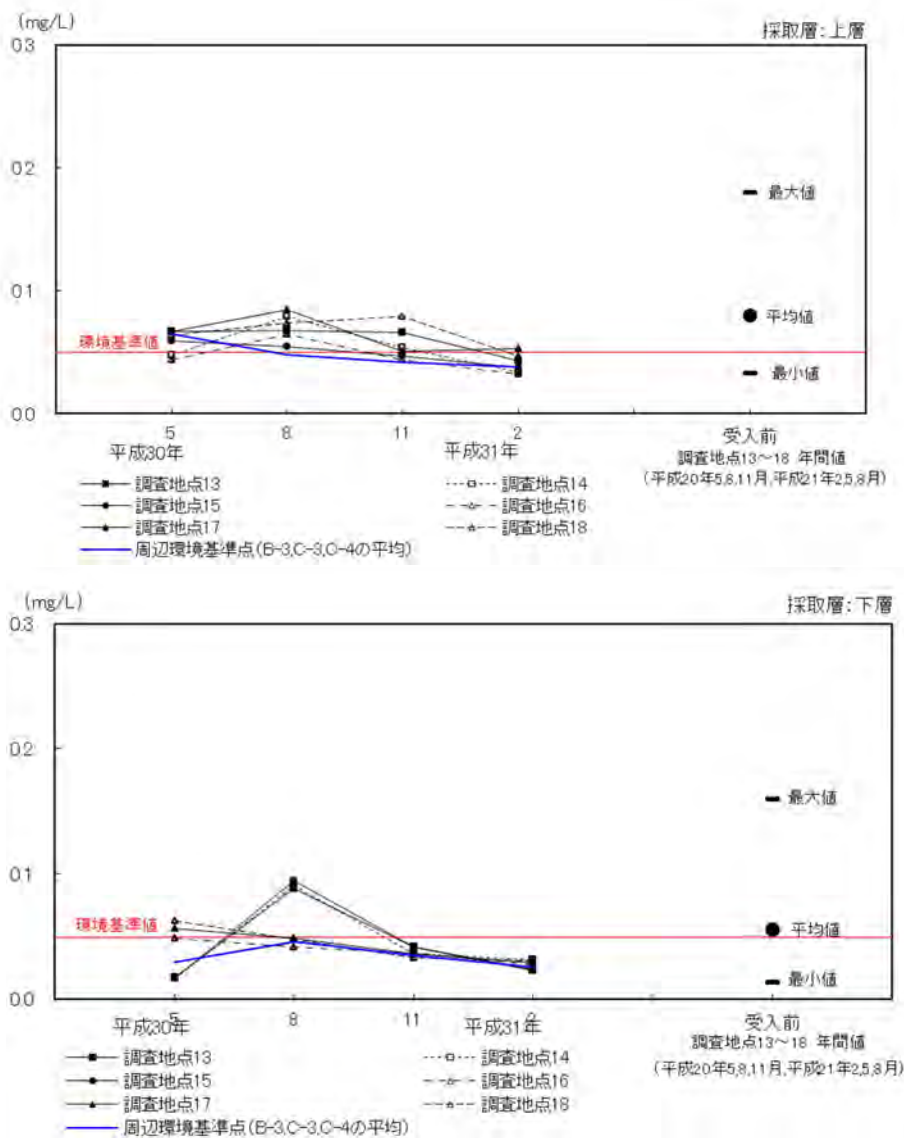 (mg/L)
採取層:上層
0.3
0.2
最大値
0.1
平均値
環境基準値
最小値
0.0
5 8 11 2 受入前
平成30年 平成31年 調査地点13～18 年間値
(平成20年5,8,11月,平成21年2,5,8月)
調査地点13 調査地点14
調査地点15 調査地点16
調査地点17 調査地点18
周辺環境基準点(B-3,C-3,C-4の平均)
(mg/L)
採取層:下層
0.3
0.2
最大値
0.1
環境基準値
平均値
最小値
0.0
5 8 11 2 受入前
平成30年 平成31年 調査地点13～18 年間値
(平成20年5,8,11月,平成21年2,5,8月)
調査地点13 調査地点14
調査地点15 調査地点16
調査地点17 調査地点18
周辺環境基準点(B-3,C-3,C-4の平均)